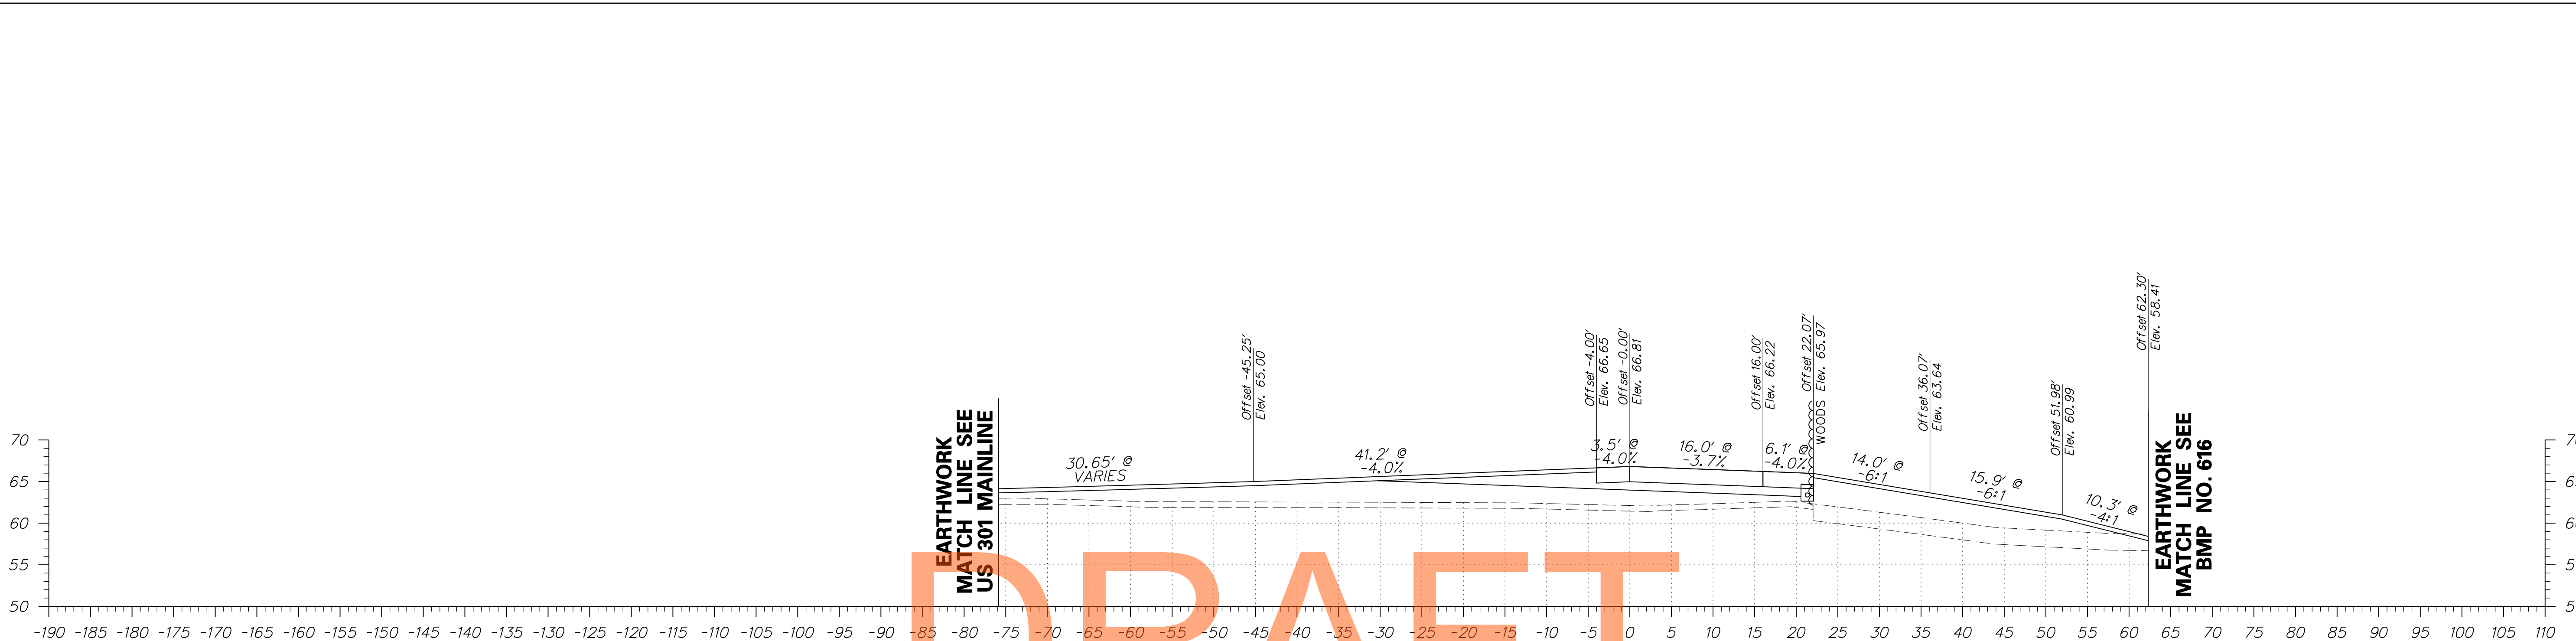 Offset -45.25'
Elev. 65.00
Offset -4.00'
Elev. 66.65
Offset -0.00'
Elev. 66.81
Offset 16.00'
Elev. 66.22
Offset 22.07'
WOODS Elev. 65.97
Offset 36.07'
Elev. 63.64
Offset 51.98'
Elev. 60.99
Offset 62.30'
Elev. 58.41
EARTHWORK
MATCH LINE SEE
US 301 MAINLINE
30.65' @
VARIES
41.2' @
-4.0%
3.5' @
-4.0%
16.0' @
-3.7%
6.1' @
-4.0%
14.0' @
-6:1
15.9' @
-6:1
10.3' @
-4:1
EARTHWORK
MATCH LINE SEE
BMP NO. 616
70
65
60
55
50
DRAFT
-190 -185 -180 -175 -170 -165 -160 -155 -150 -145 -140 -135 -130 -125 -120 -115 -110 -105 -100 -95 -90 -85 -80 -75 -70 -65 -60 -55 -50 -45 -40 -35 -30 -25 -20 -15 -10 -5 0 5 10 15 20 25 30 35 40 45 50 55 60 65 70 75 80 85 90 95 100 105 110